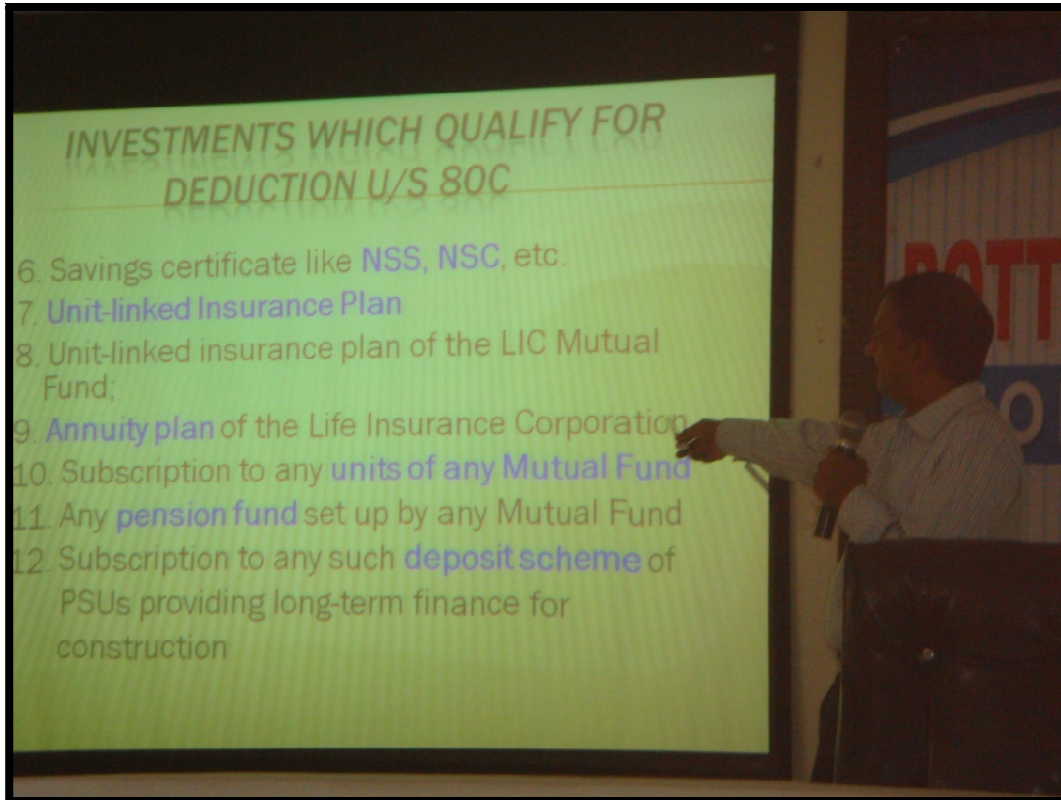 INVESTMENTS WHICH QUALIFY FOR
DEDUCTION U/S 80C
6. Savings certificate like NSS, NSC, etc.
7. Unit-linked Insurance Plan
8. Unit-linked insurance plan of the LIC Mutual
Fund;
9. Annuity plan of the Life Insurance Corporation
10. Subscription to any units of any Mutual Fund
11. Any pension fund set up by any Mutual Fund
12. Subscription to any such deposit scheme of
PSUs providing long-term finance for
construction